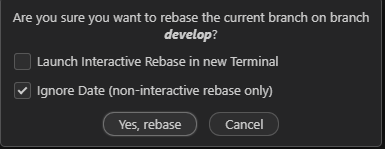 Are you sure you want to rebase the current branch on branch
develop?
Launch Interactive Rebase in new Terminal
Ignore Date (non-interactive rebase only)
Yes, rebase Cancel